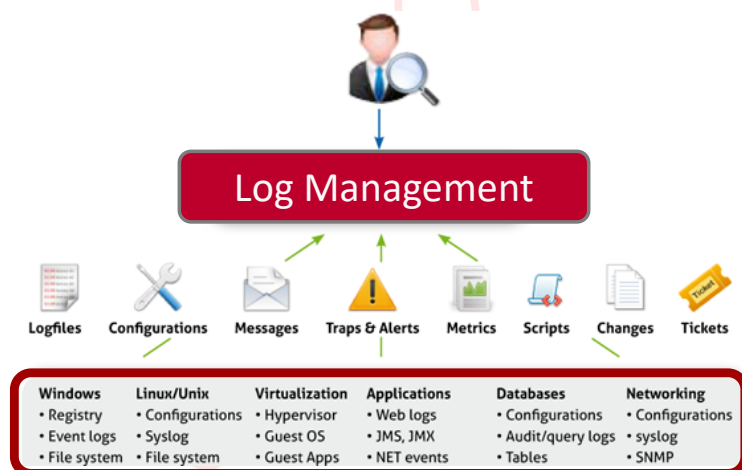 Log Management
Logfiles Configurations Messages Traps & Alerts Metrics Scripts Changes Tickets
Ticket
Windows Linux/Unix Virtualization Applications Databases Networking
• Registry • Configurations • Hypervisor • Web logs • Configurations • Configurations
• Event logs • Syslog • Guest OS • JMS, JMX • Audit/query logs • syslog
• File system • File system • Guest Apps • NET events • Tables • SNMP